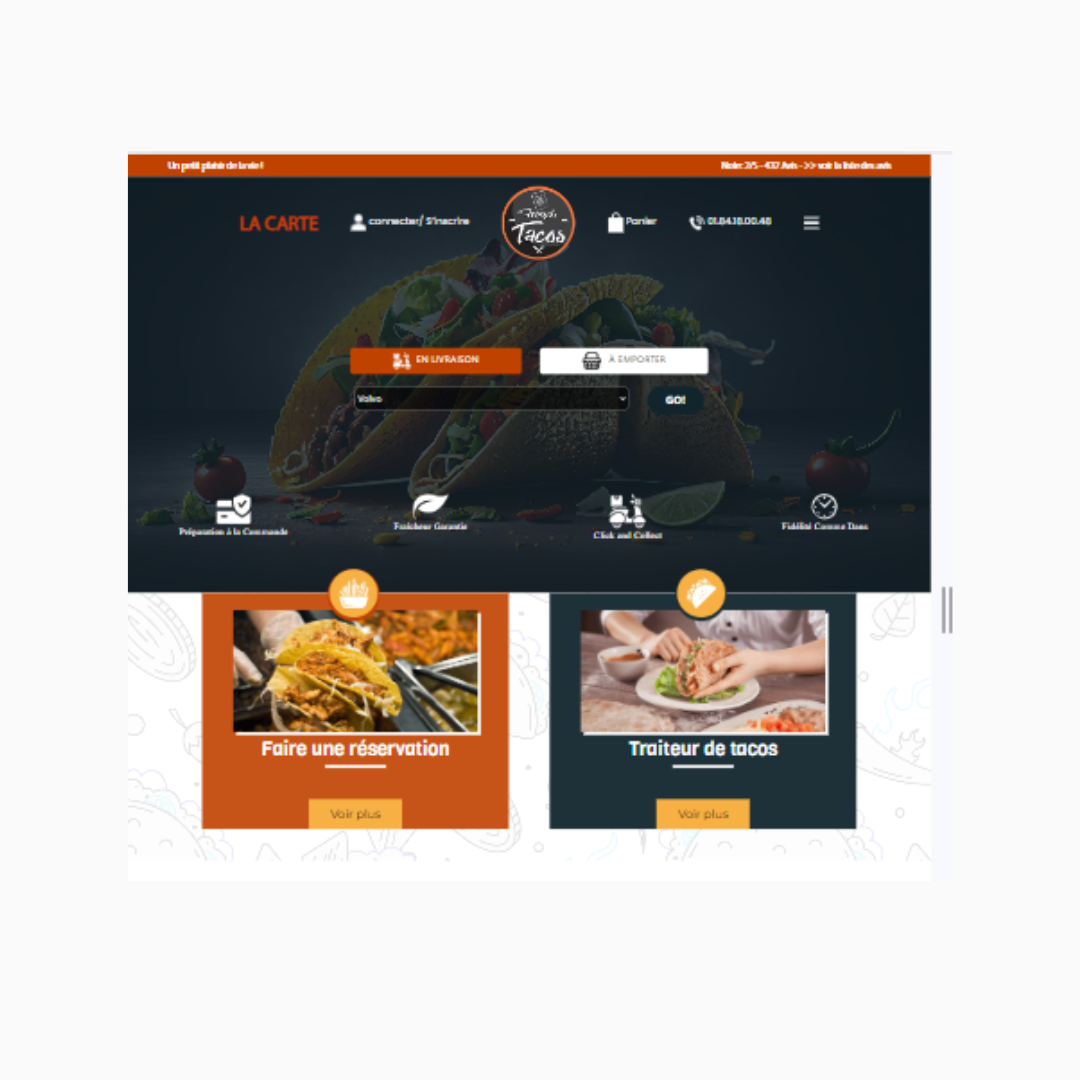 Un petit plaisir de la vie !
Note: 2/5 - 432 Avis - >> voir la liste des avis
LA CARTE
connecter/ S'inscrire
French
Tacos
Panier
01.84.18.00.48
EN LIVRAISON
À EMPORTER
Volvo
GO!
Préparation à la Commande
Fraîcheur Garantie
Click and Collect
Fidélité Comme Dans
Faire une réservation
Traiteur de tacos
Voir plus
Voir plus